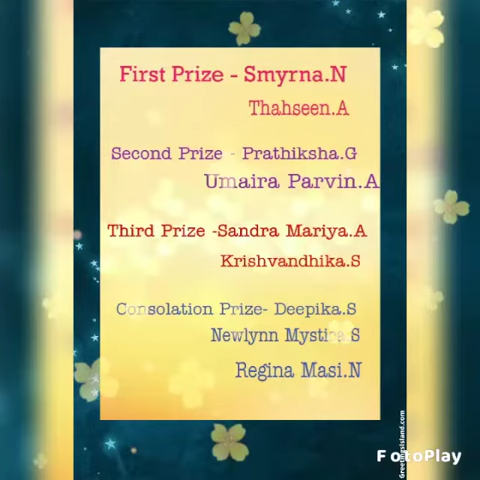 First Prize - Smyrna.N
Thahseen.A
Second Prize - Prathiksha.G
Umaira Parvin.A
Third Prize -Sandra Mariya.A
Krishvandhika.S
Consolation Prize- Deepika.S
Newlynn Mystica S
Regina Masi.N
GreetingsIsland.com
FotoPlay